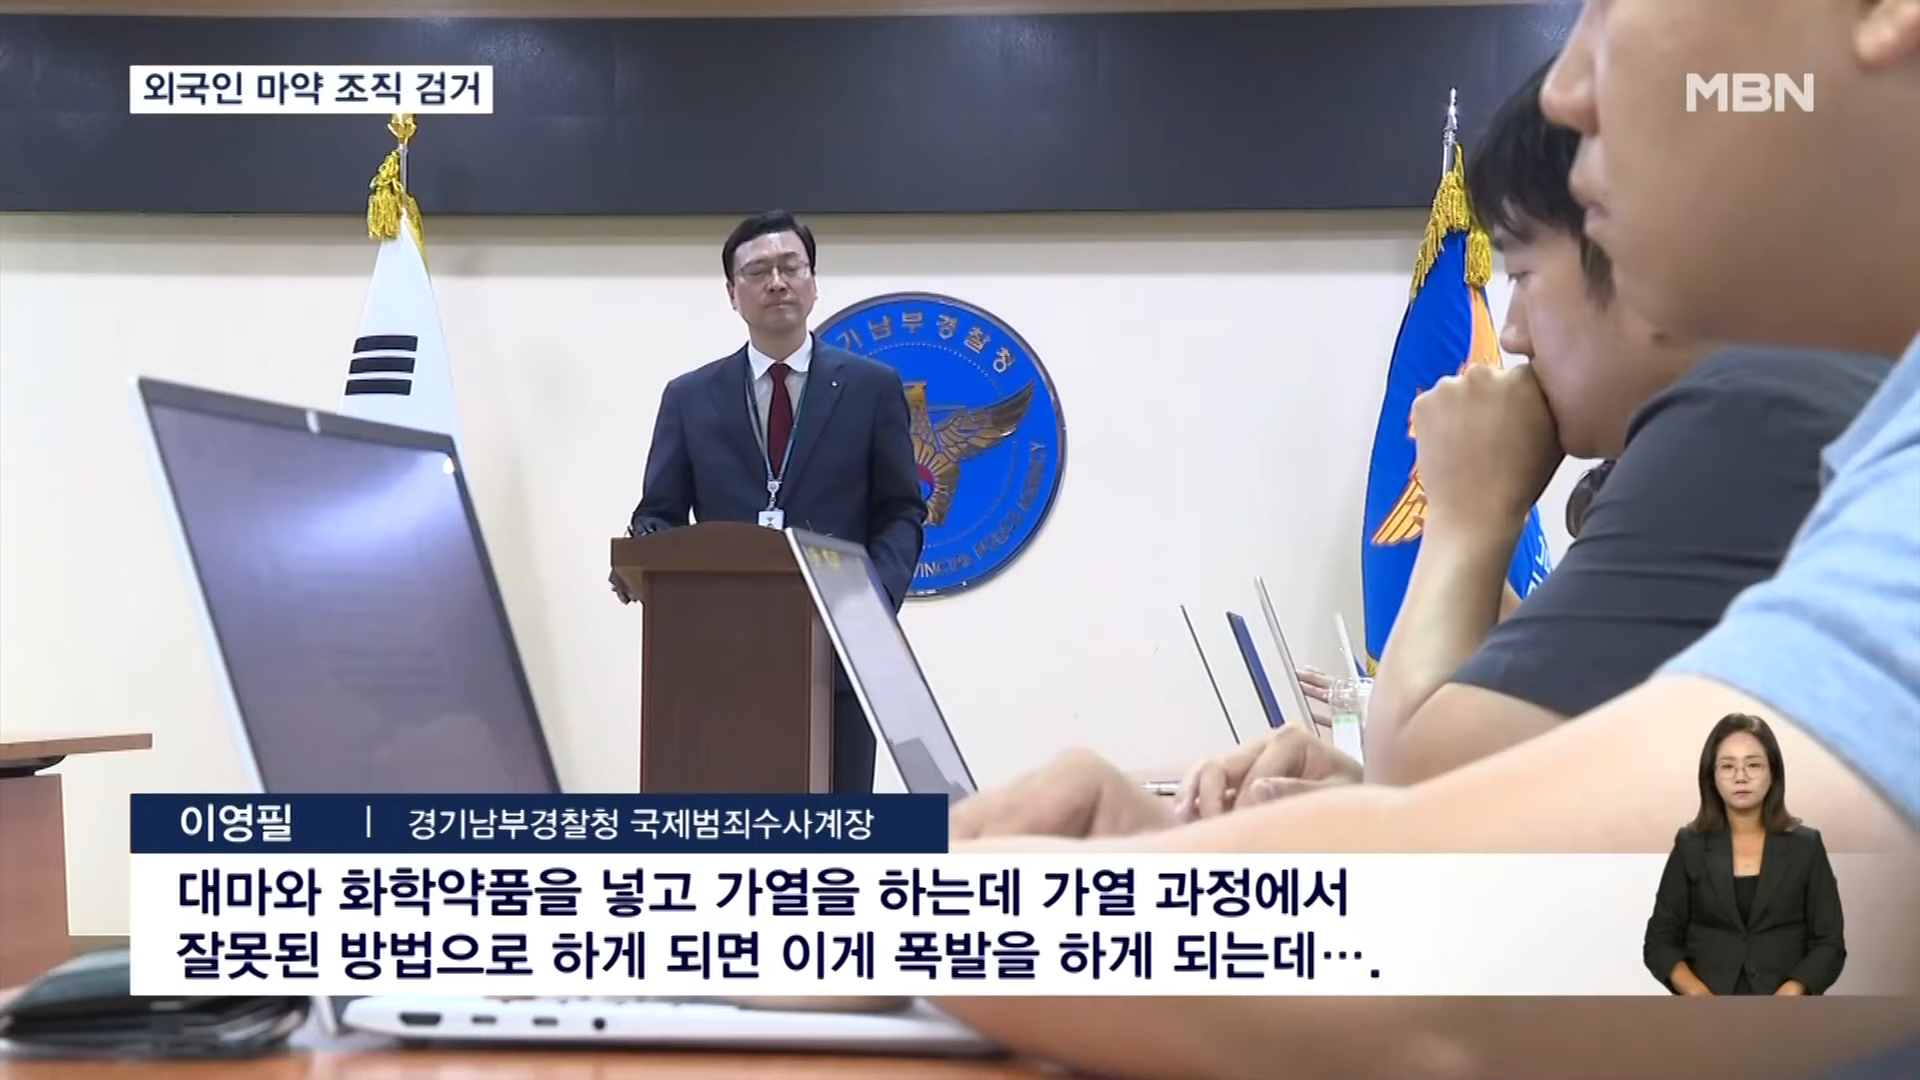 외국인 마약 조직 검거
MBN
기남부경찰청
POLICE AGENCY
이영필 | 경기남부경찰청 국제범죄수사계장
대마와 화학약품을 넣고 가열을 하는데 가열 과정에서
잘못된 방법으로 하게 되면 이게 폭발을 하게 되는데….